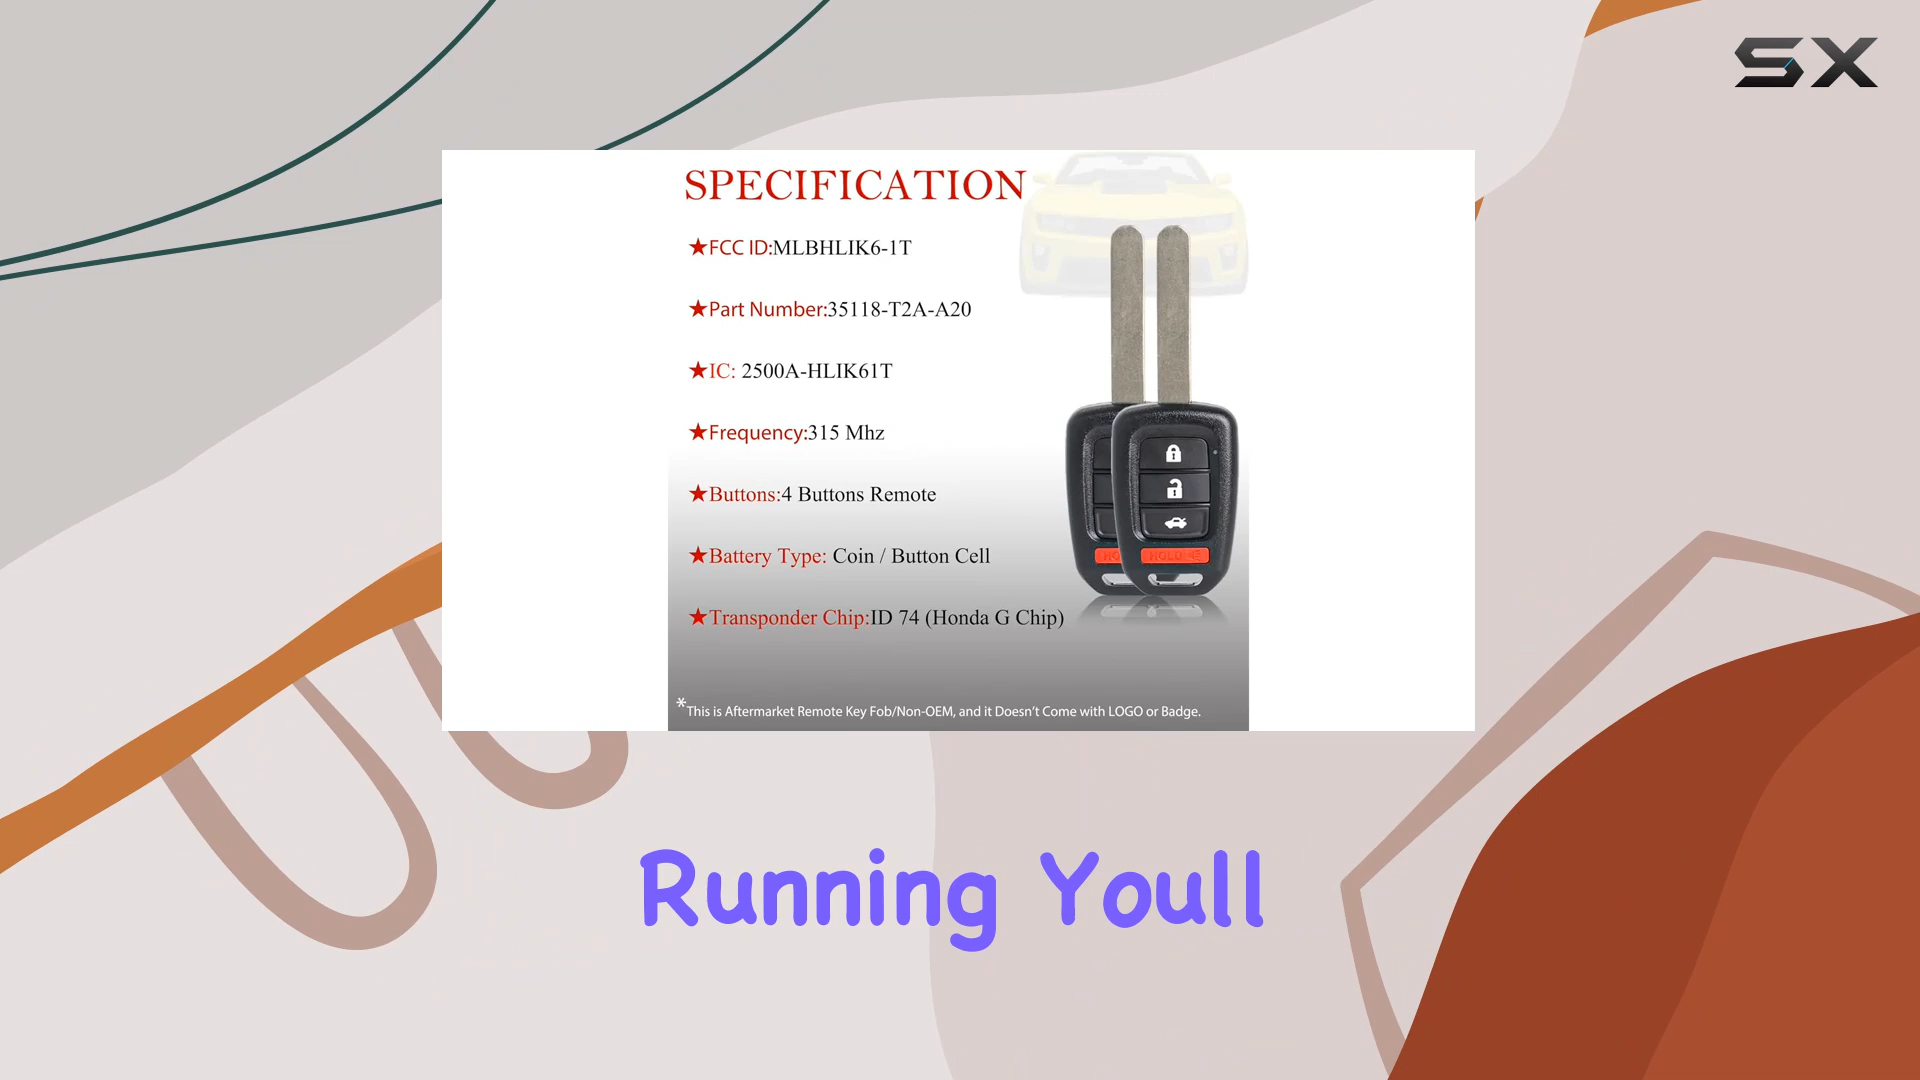 SX
SPECIFICATION
★FCC ID:MLBHLIK6-1T
★Part Number:35118-T2A-A20
★IC: 2500A-HLIK61T
★Frequency:315 Mhz
★Buttons:4 Buttons Remote
★Battery Type: Coin / Button Cell
★Transponder Chip:ID 74 (Honda G Chip)
HO
HOLD
*This is Aftermarket Remote Key Fob/Non-OEM, and it Doesn't Come with LOGO or Badge.
Running Youll